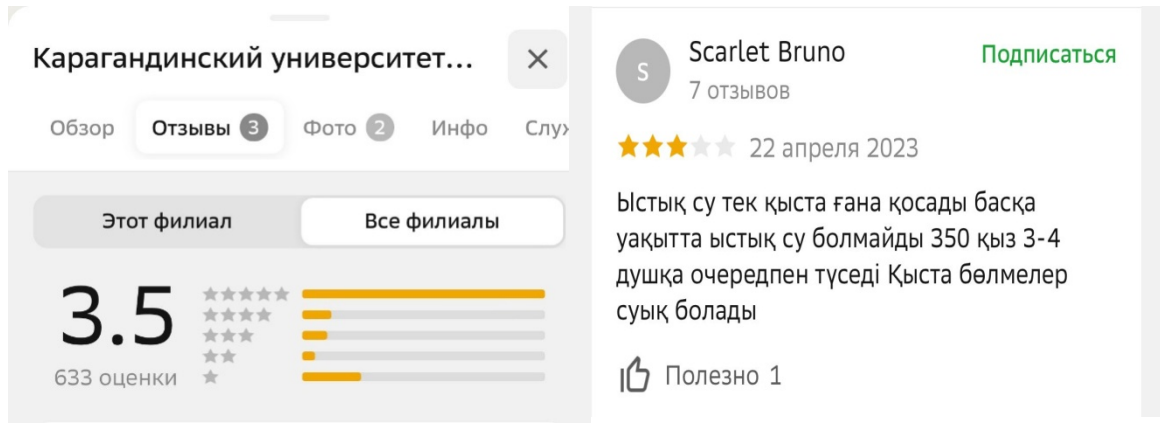 Карагандинский университет...
Обзор Отзывы 3 Фото 2 Инфо
Этот филиал Все филиалы
3.5
633 оценки
Scarlet Bruno Подписаться
S
7 отзывов
22 апреля 2023
Ыстық су тек қыста ғана қосады басқа
уақытта ыстық су болмайды 350 қыз 3-4
душқа очередпен түседі Қыста бөлмелер
суық болады
Полезно 1